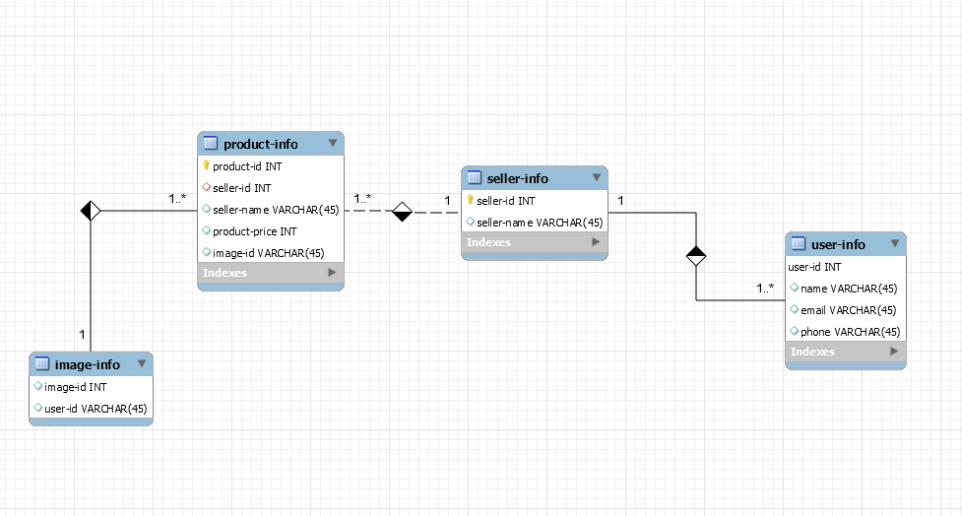 product-info
product-id INT
seller-id INT
seller-name VARCHAR(45)
product-price INT
image-id VARCHAR(45)
Indexes
1..*
1..*
1
seller-info
seller-id INT
seller-name VARCHAR(45)
Indexes
1
1..*
user-info
user-id INT
name VARCHAR(45)
email VARCHAR(45)
phone VARCHAR(45)
Indexes
1
image-info
image-id INT
user-id VARCHAR(45)